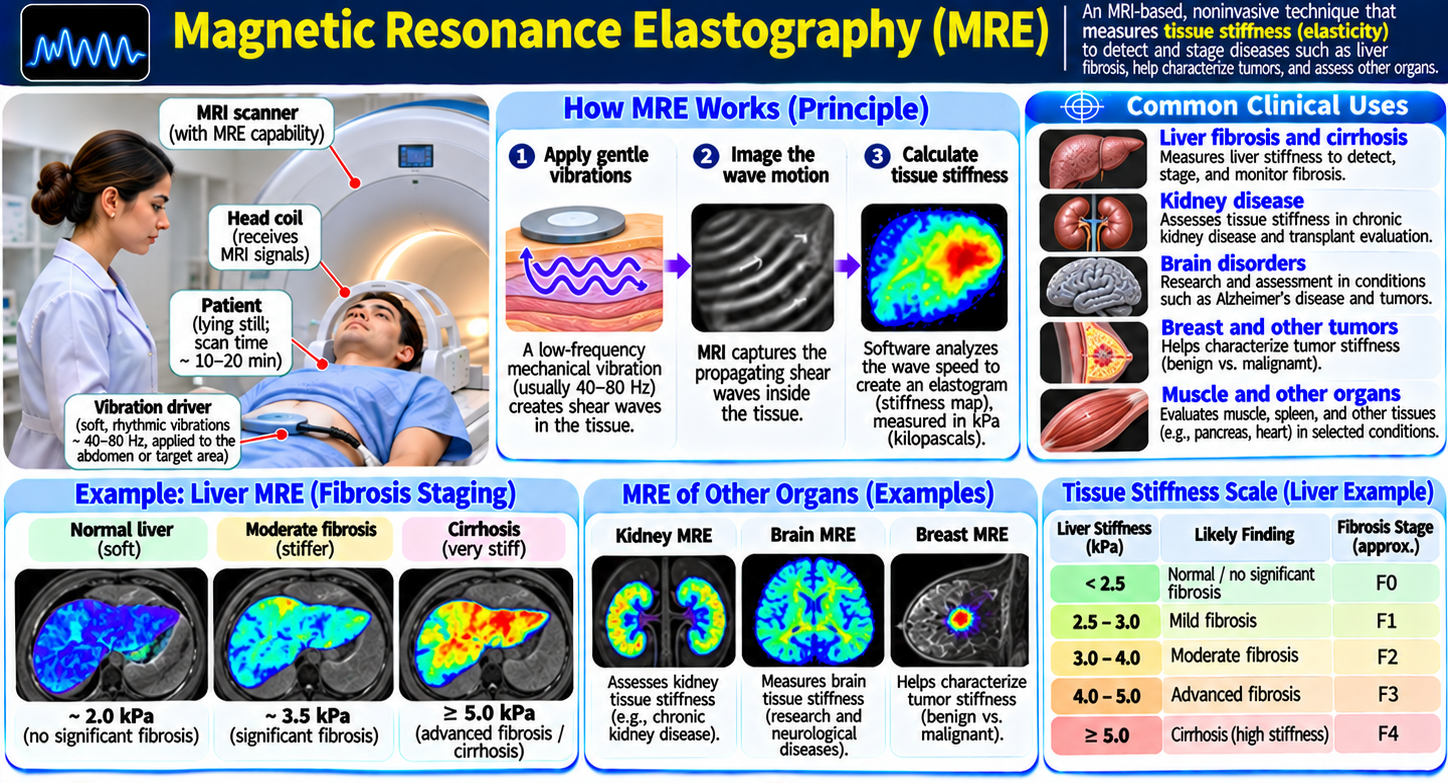 Magnetic Resonance Elastography (MRE)
An MRI-based, noninvasive technique that
measures tissue stiffness (elasticity)
to detect and stage diseases such as liver
fibrosis, help characterize tumors, and assess other organs.
MRI scanner
(with MRE capability)
Head coil
(receives
MRI signals)
Patient
(lying still;
scan time
~ 10–20 min)
Vibration driver
(soft, rhythmic vibrations
~ 40–80 Hz, applied to the
abdomen or target area)
How MRE Works (Principle)
1 Apply gentle
vibrations
A low-frequency
mechanical vibration
(usually 40–80 Hz)
creates shear waves
in the tissue.
2 Image the
wave motion
MRI captures the
propagating shear
waves inside
the tissue.
3 Calculate
tissue stiffness
Software analyzes
the wave speed to
create an elastogram
(stiffness map),
measured in kPa
(kilopascals).
Common Clinical Uses
Liver fibrosis and cirrhosis
Measures liver stiffness to detect,
stage, and monitor fibrosis.
Kidney disease
Assesses tissue stiffness in chronic
kidney disease and transplant evaluation.
Brain disorders
Research and assessment in conditions
such as Alzheimer's disease and tumors.
Breast and other tumors
Helps characterize tumor stiffness
(benign vs. malignant).
Muscle and other organs
Evaluates muscle, spleen, and other tissues
(e.g., pancreas, heart) in selected conditions.
Example: Liver MRE (Fibrosis Staging)
Normal liver
(soft)
~ 2.0 kPa
(no significant fibrosis)
Moderate fibrosis
(stiffer)
~ 3.5 kPa
(significant fibrosis)
Cirrhosis
(very stiff)
≥ 5.0 kPa
(advanced fibrosis /
cirrhosis)
MRE of Other Organs (Examples)
Kidney MRE
Assesses kidney
tissue stiffness
(e.g., chronic
kidney disease).
Brain MRE
Measures brain
tissue stiffness
(research and
neurological
diseases).
Breast MRE
Helps characterize
tumor stiffness
(benign vs.
malignant).
Tissue Stiffness Scale (Liver Example)
Liver Stiffness
(kPa)
Likely Finding
Fibrosis Stage
(approx.)
< 2.5
Normal / no significant
fibrosis
F0
2.5 – 3.0
Mild fibrosis
F1
3.0 – 4.0
Moderate fibrosis
F2
4.0 – 5.0
Advanced fibrosis
F3
≥ 5.0
Cirrhosis (high stiffness)
F4